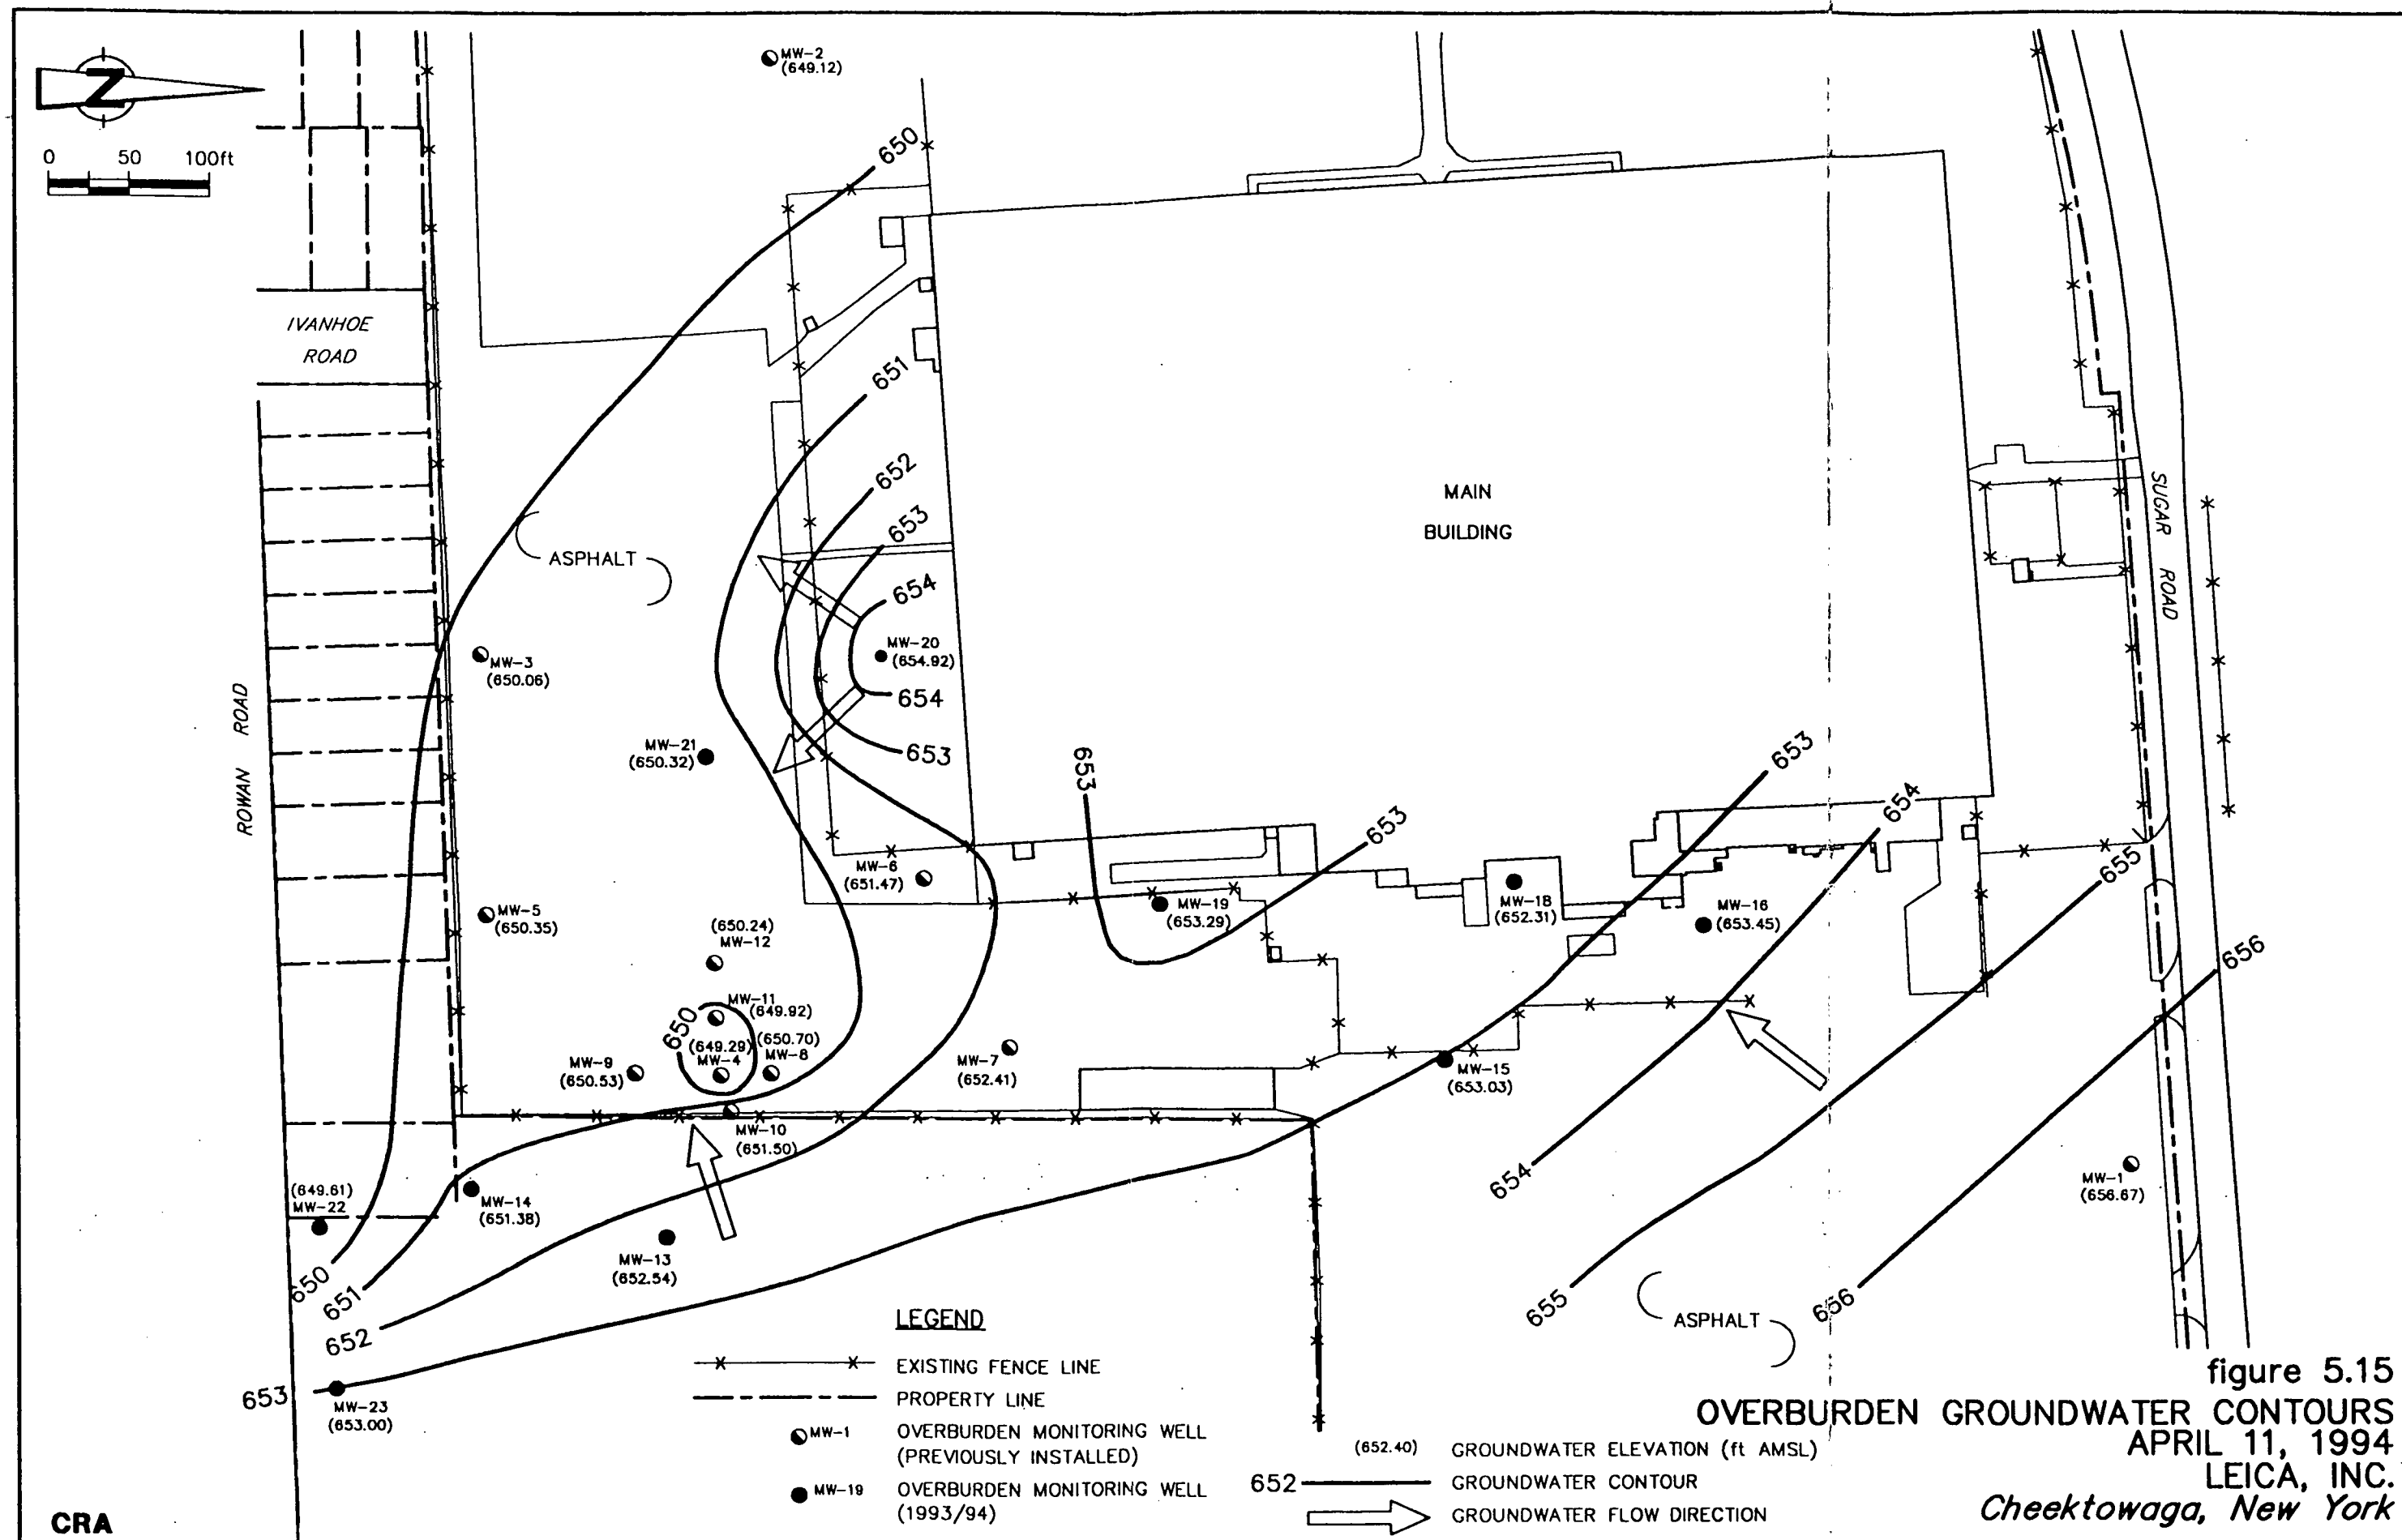 N
0 50 100ft
MW-2
(649.12)
650
IVANHOE
ROAD
651
652
653
654
ASPHALT
MW-20
(654.92)
654
653
MAIN
BUILDING
SUGAR ROAD
ROWAN ROAD
MW-3
(650.06)
MW-21
(650.32)
653
653
653
654
655
656
MW-6
(651.47)
MW-19
(653.29)
MW-18
(652.31)
MW-16
(653.45)
MW-5
(650.35)
(650.24)
MW-12
MW-11
(649.92)
650
(649.29)
MW-4
(650.70)
MW-8
MW-9
(650.53)
MW-7
(652.41)
MW-15
(653.03)
MW-10
(651.50)
MW-1
(656.67)
(649.61)
MW-22
MW-14
(651.38)
MW-13
(652.54)
654
655
656
ASPHALT
650
651
652
653
MW-23
(653.00)
LEGEND
EXISTING FENCE LINE
PROPERTY LINE
MW-1 OVERBURDEN MONITORING WELL
(PREVIOUSLY INSTALLED)
MW-19 OVERBURDEN MONITORING WELL
(1993/94)
(652.40) GROUNDWATER ELEVATION (ft AMSL)
652 GROUNDWATER CONTOUR
GROUNDWATER FLOW DIRECTION
figure 5.15
OVERBURDEN GROUNDWATER CONTOURS
APRIL 11, 1994
LEICA, INC.
Cheektowaga, New York
CRA